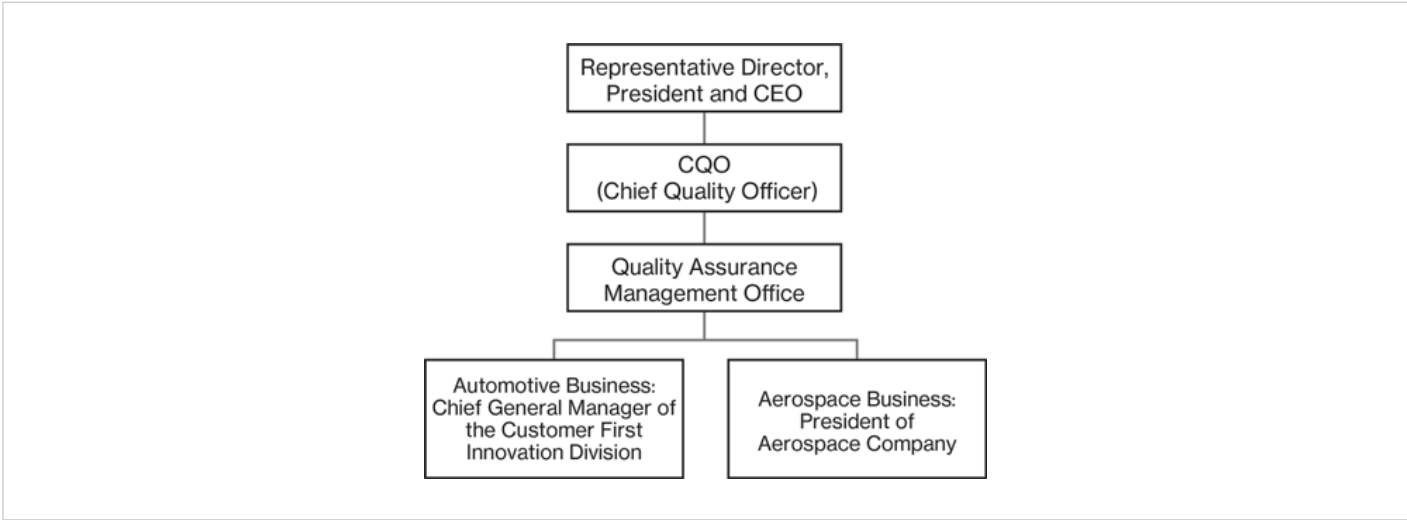 Representative Director,
President and CEO
CQO
(Chief Quality Officer)
Quality Assurance
Management Office
Automotive Business:
Chief General Manager of
the Customer First
Innovation Division
Aerospace Business:
President of
Aerospace Company